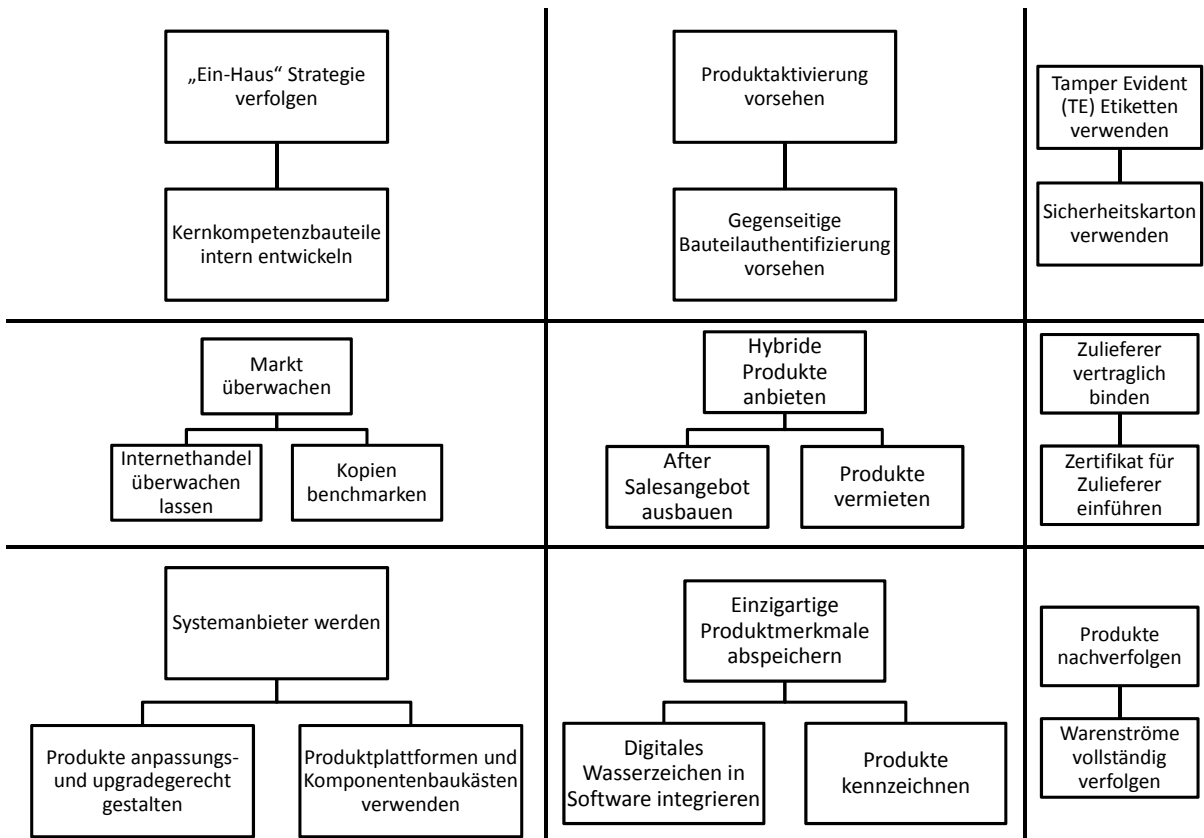 „Ein-Haus“ Strategie
verfolgen
Kernkompetenzbauteile
intern entwickeln
Produktaktivierung
vorsehen
Gegenseitige
Bauteilauthentifizierung
vorsehen
Tamper Evident
(TE) Etiketten
verwenden
Sicherheitskarton
verwenden
Markt
überwachen
Internethandel
überwachen
lassen
Kopien
benchmarken
Hybride
Produkte
anbieten
After
Salesangebot
ausbauen
Produkte
vermieten
Zulieferer
vertraglich
binden
Zertifikat für
Zulieferer
einführen
Systemanbieter werden
Produkte anpassungs-
und upgradegerecht
gestalten
Produktplattformen und
Komponentenbaukästen
verwenden
Einzigartige
Produktmerkmale
abspeichern
Digitales
Wasserzeichen in
Software integrieren
Produkte
kennzeichnen
Produkte
nachverfolgen
Warenströme
vollständig
verfolgen